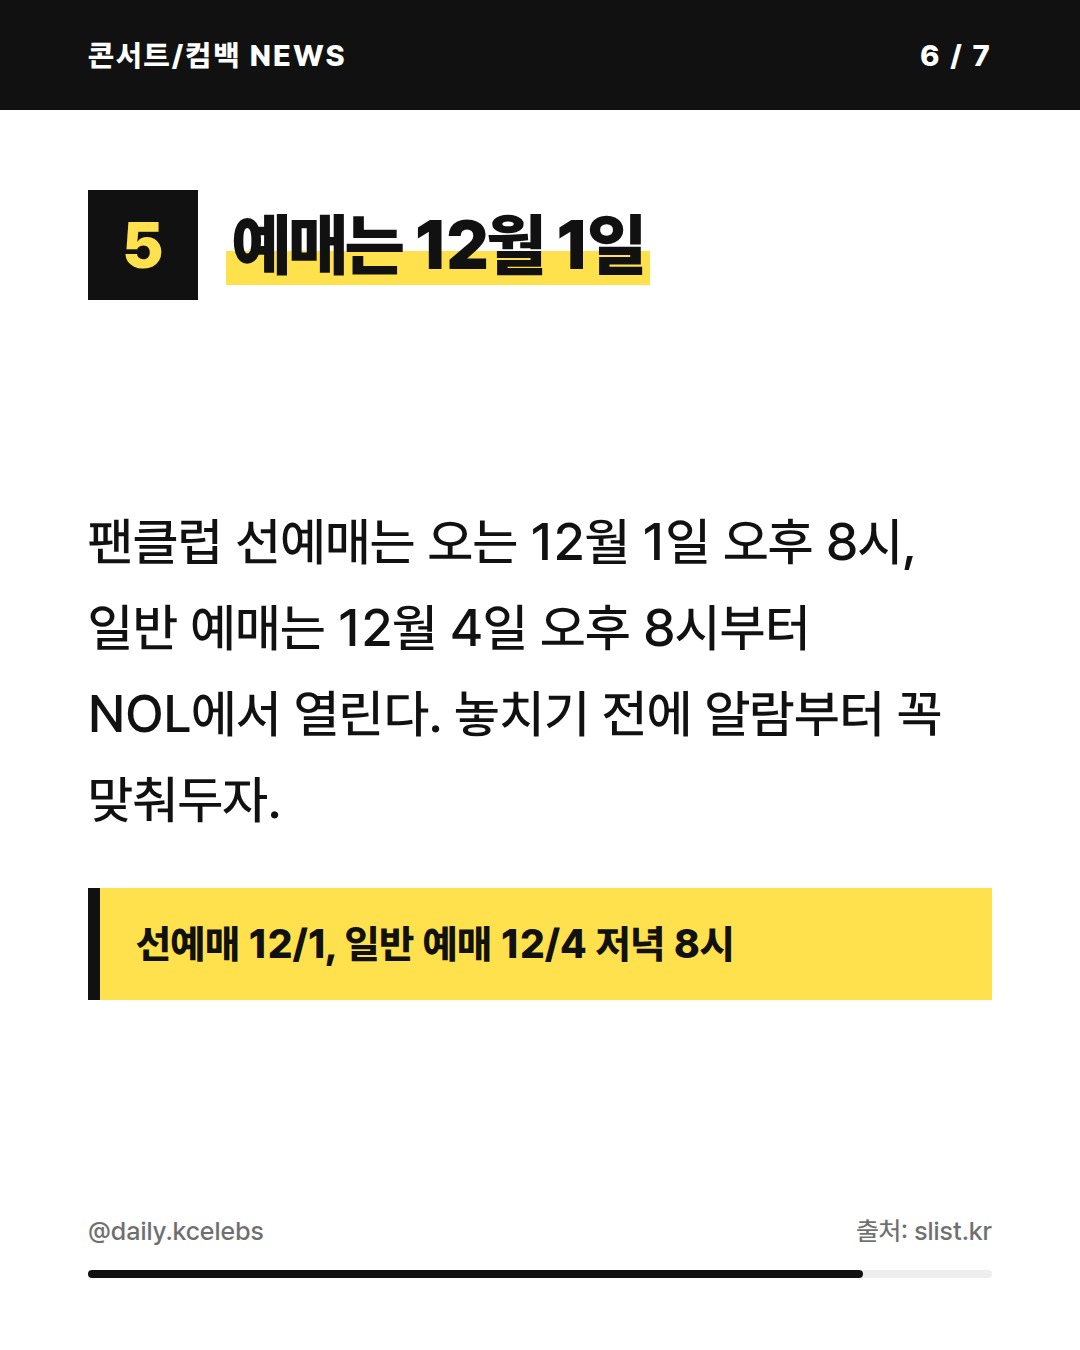 콘서트/컴백 NEWS
6 / 7
5
예매는 12월 1일
팬클럽 선예매는 오는 12월 1일 오후 8시,
일반 예매는 12월 4일 오후 8시부터
NOL에서 열린다. 놓치기 전에 알람부터 꼭
맞춰두자.
선예매 12/1, 일반 예매 12/4 저녁 8시
@daily.kcelebs
출처: slist.kr